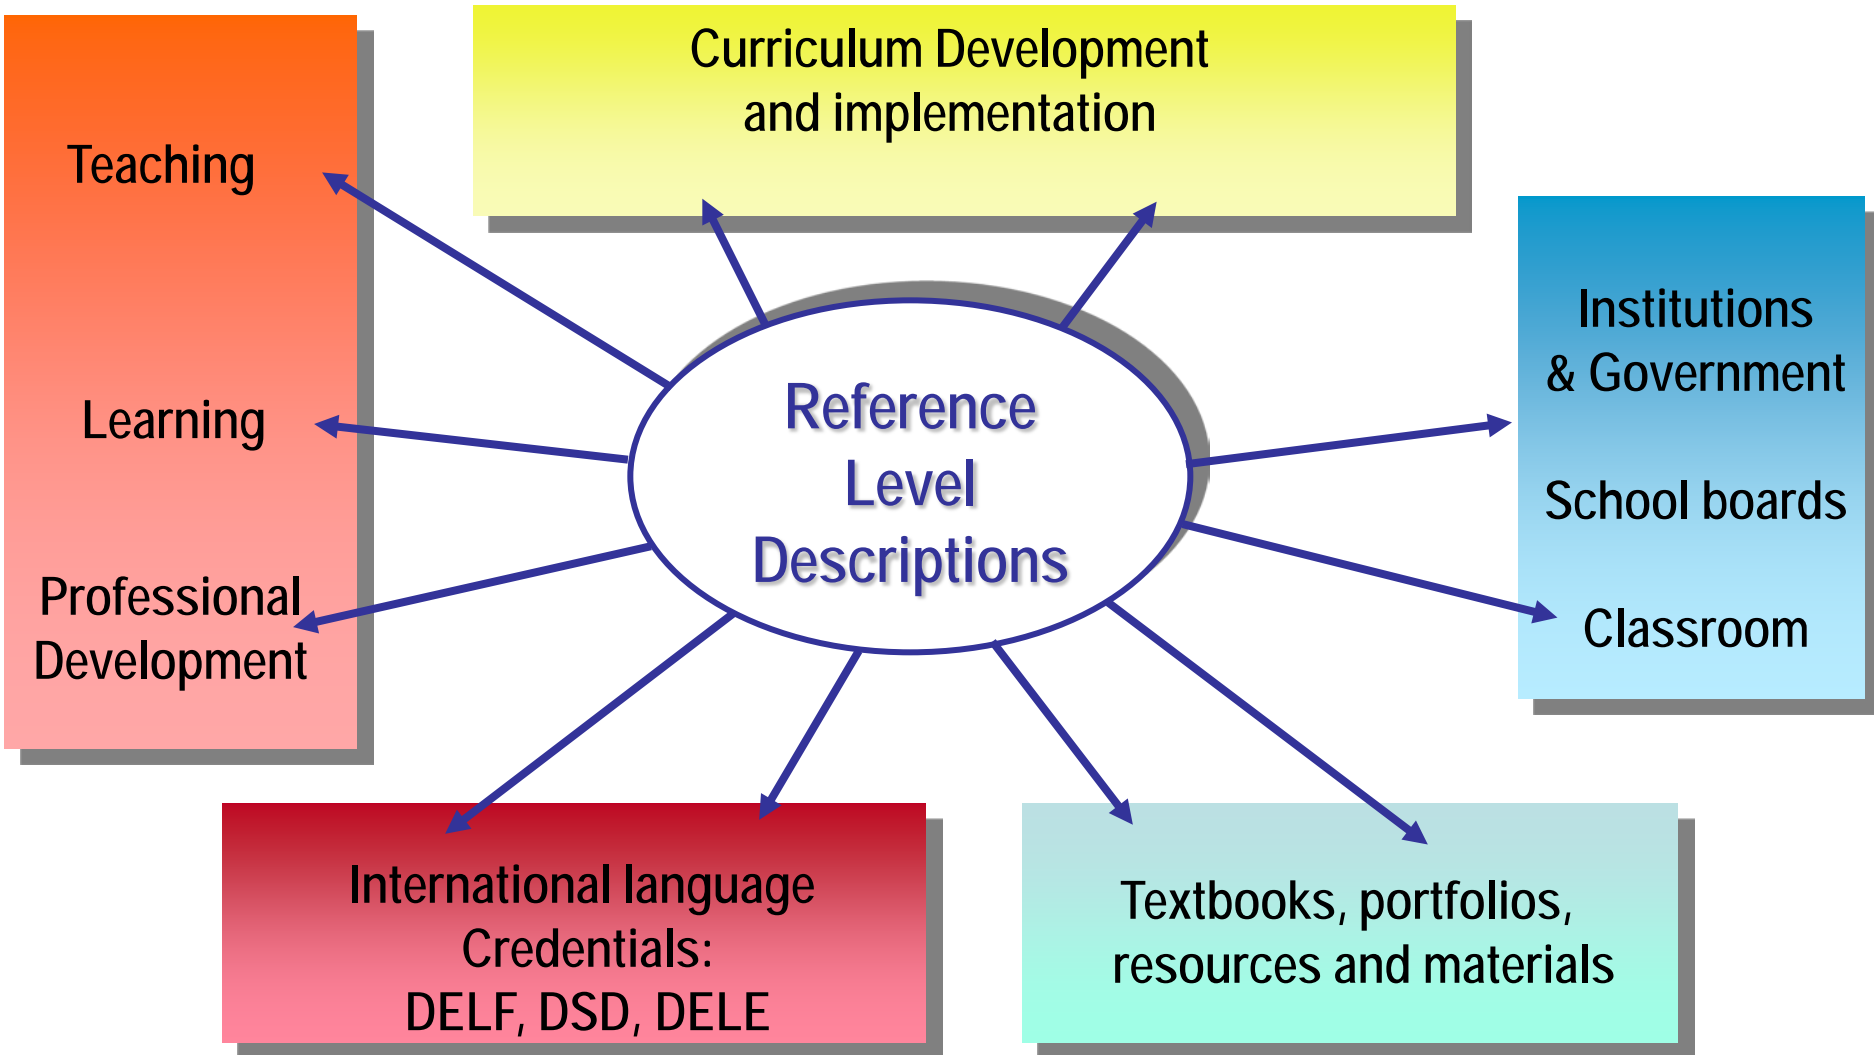 Curriculum Development
and implementation
Teaching
Learning
Professional
Development
Reference
Level
Descriptions
Institutions
& Government
School boards
Classroom
International language
Credentials:
DELF, DSD, DELE
Textbooks, portfolios,
resources and materials